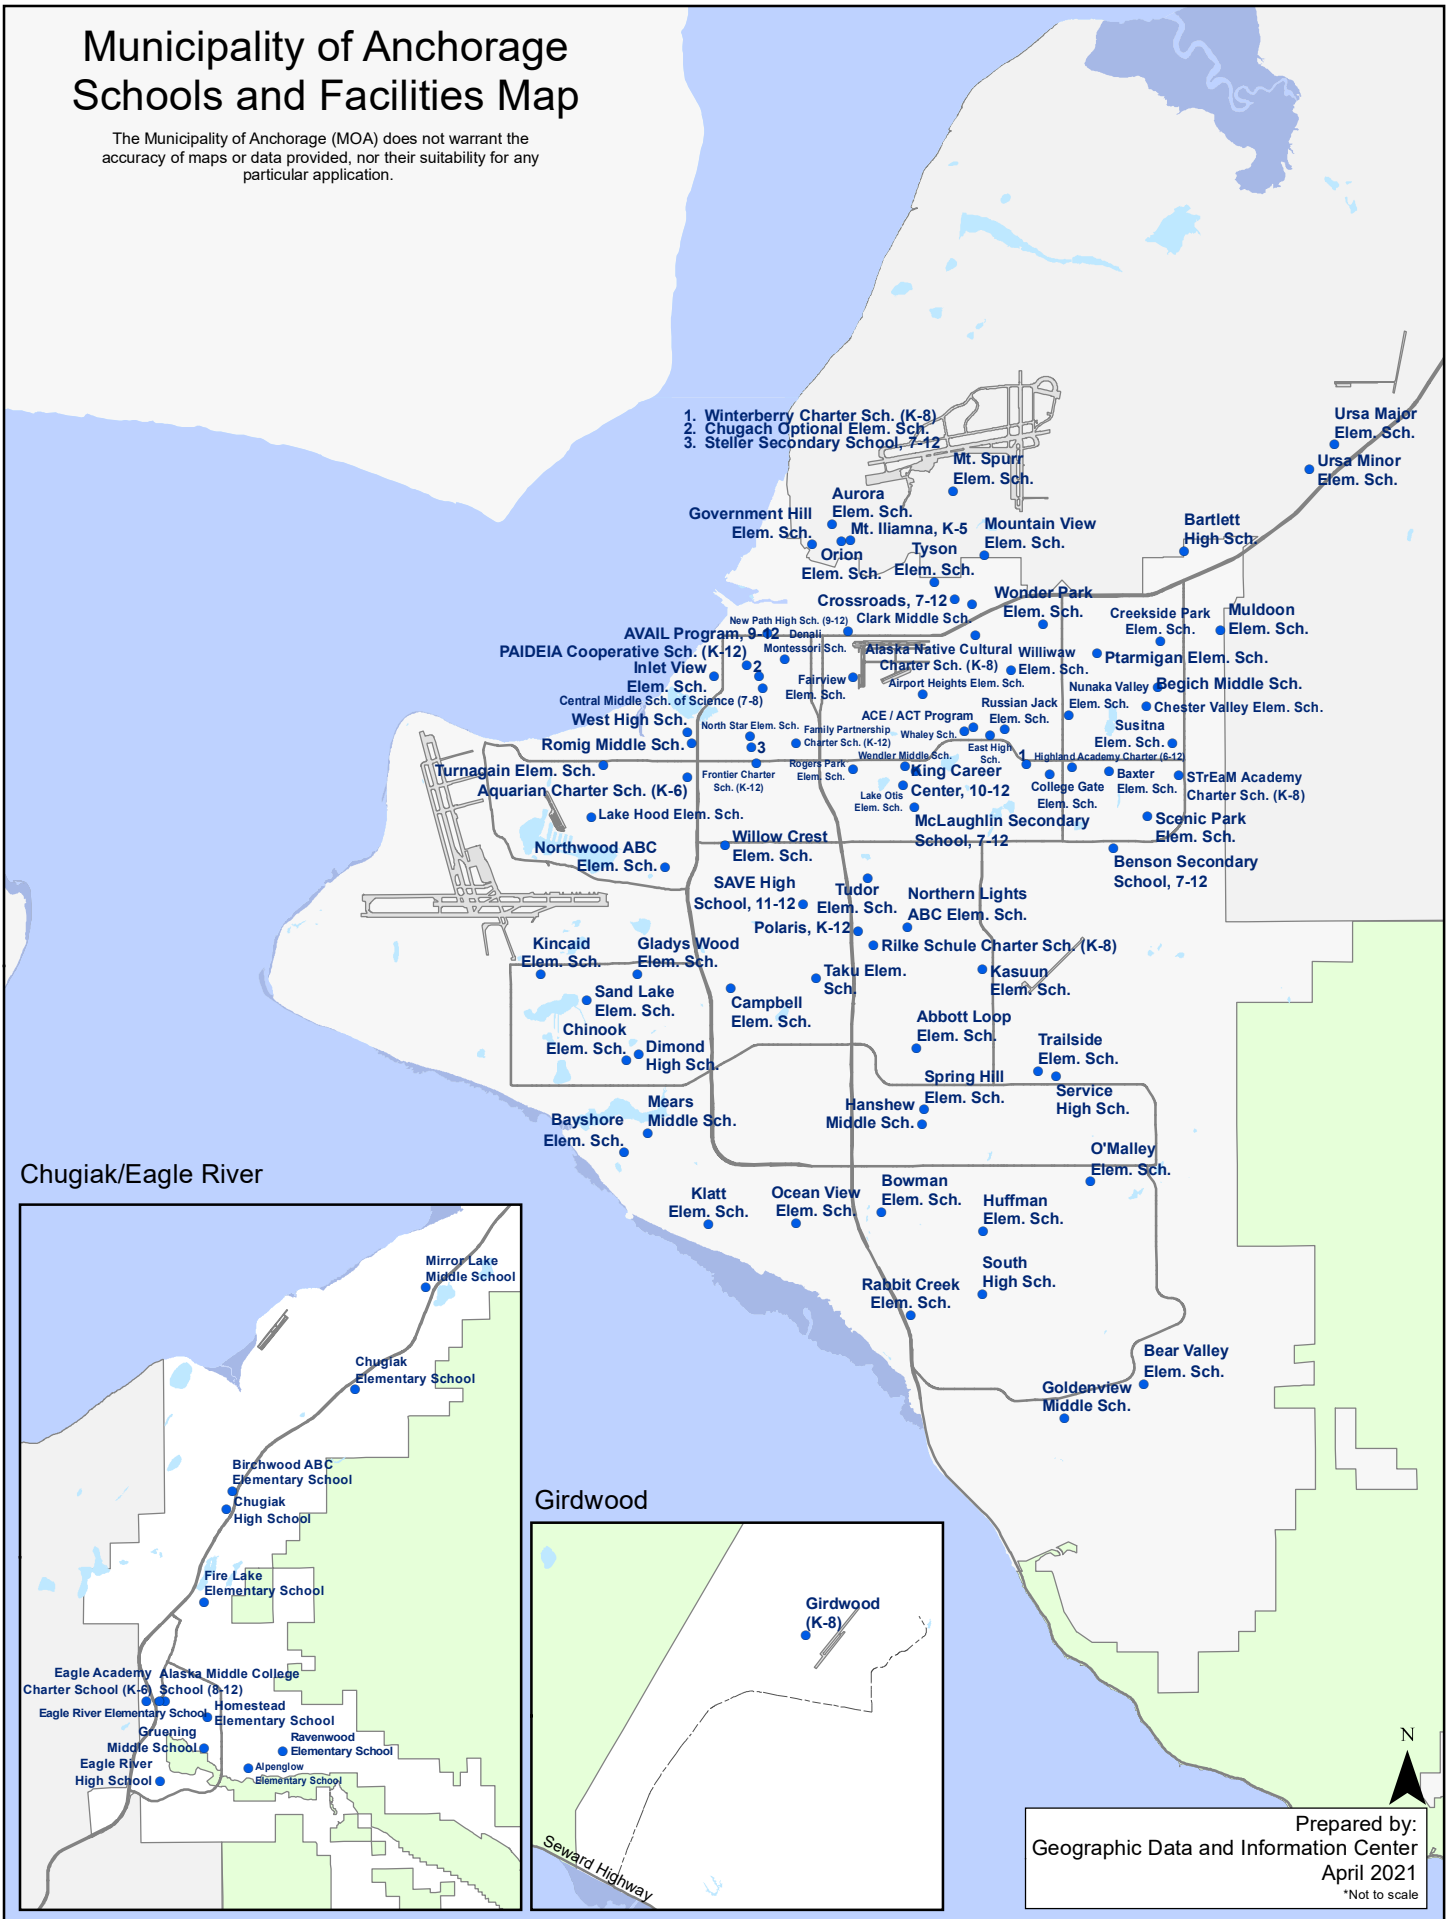 Municipality of Anchorage
Schools and Facilities Map
The Municipality of Anchorage (MOA) does not warrant the
accuracy of maps or data provided, nor their suitability for any
particular application.
1. Winterberry Charter Sch. (K-8)
2. Chugach Optional Elem. Sch.
3. Steller Secondary School, 7-12
Ursa Major
Elem. Sch.
Ursa Minor
Elem. Sch.
Mt. Spurr
Elem. Sch.
Aurora
Elem. Sch.
Government Hill
Elem. Sch.
Mt. Iliamna, K-5
Orion
Elem. Sch.
Tyson
Elem. Sch.
Mountain View
Elem. Sch.
Bartlett
High Sch.
Crossroads, 7-12
Clark Middle Sch.
Wonder Park
Elem. Sch.
Creekside Park
Elem. Sch.
Muldoon
Elem. Sch.
New Path High Sch. (9-12)
AVAIL Program, 9-12
Denali
Montessori Sch.
PAIDEIA Cooperative Sch. (K-12)
Inlet View
Elem. Sch.
2
Fairview
Elem. Sch.
Alaska Native Cultural
Charter Sch. (K-8)
Williwaw
Elem. Sch.
Ptarmigan Elem. Sch.
Airport Heights Elem. Sch.
Nunaka Valley
Elem. Sch.
Begich Middle Sch.
Central Middle Sch. of Science (7-8)
Russian Jack
Elem. Sch.
Chester Valley Elem. Sch.
West High Sch.
North Star Elem. Sch.
Family Partnership
Charter Sch. (K-12)
ACE / ACT Program
Whaley Sch.
Susitna
Elem. Sch.
Romig Middle Sch.
3
East High
Sch.
1
Highland Academy Charter (6-12)
Wendler Middle Sch.
Turnagain Elem. Sch.
Frontier Charter
Sch. (K-12)
Rogers Park
Elem. Sch.
King Career
Center, 10-12
College Gate
Elem. Sch.
Baxter
Elem. Sch.
STrEaM Academy
Charter Sch. (K-8)
Aquarian Charter Sch. (K-6)
Lake Otis
Elem. Sch.
Lake Hood Elem. Sch.
McLaughlin Secondary
School, 7-12
Scenic Park
Elem. Sch.
Willow Crest
Elem. Sch.
Northwood ABC
Elem. Sch.
Benson Secondary
School, 7-12
SAVE High
School, 11-12
Tudor
Elem. Sch.
Northern Lights
ABC Elem. Sch.
Polaris, K-12
Rilke Schule Charter Sch. (K-8)
Kincaid
Elem. Sch.
Gladys Wood
Elem. Sch.
Taku Elem.
Sch.
Kasuun
Elem. Sch.
Sand Lake
Elem. Sch.
Campbell
Elem. Sch.
Chinook
Elem. Sch.
Dimond
High Sch.
Abbott Loop
Elem. Sch.
Trailside
Elem. Sch.
Spring Hill
Elem. Sch.
Service
High Sch.
Mears
Middle Sch.
Hanshew
Middle Sch.
Bayshore
Elem. Sch.
O'Malley
Elem. Sch.
Klatt
Elem. Sch.
Ocean View
Elem. Sch.
Bowman
Elem. Sch.
Huffman
Elem. Sch.
South
High Sch.
Rabbit Creek
Elem. Sch.
Bear Valley
Elem. Sch.
Goldenview
Middle Sch.
Chugiak/Eagle River
Mirror Lake
Middle School
Chugiak
Elementary School
Birchwood ABC
Elementary School
Chugiak
High School
Fire Lake
Elementary School
Eagle Academy
Charter School (K-6)
Alaska Middle College
School (8-12)
Eagle River Elementary School
Homestead
Elementary School
Gruening
Middle School
Ravenwood
Elementary School
Eagle River
High School
Alpenglow
Elementary School
Girdwood
Girdwood
(K-8)
Seward Highway
N
Prepared by:
Geographic Data and Information Center
April 2021
*Not to scale